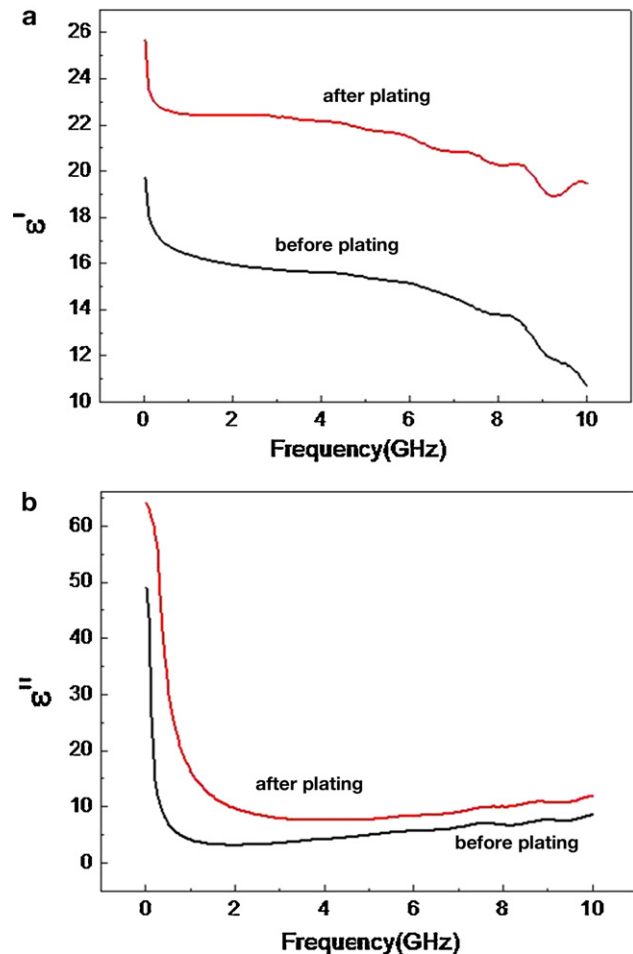 a
26
24
22
20
18
16
14
12
10
ε'
after plating
before plating
0 2 4 6 8 10
Frequency(GHz)
b
60
50
40
30
20
10
0
ε"
after plating
before plating
0 2 4 6 8 10
Frequency(GHz)